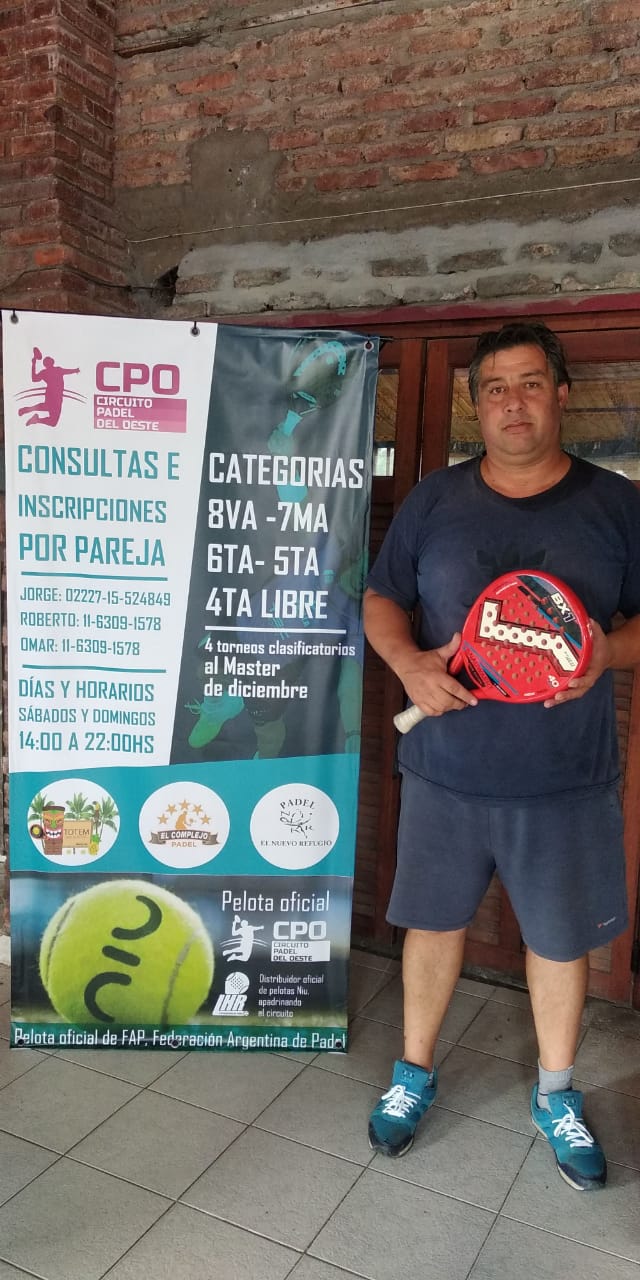 CPO
CIRCUITO
PADEL
DEL OESTE
CONSULTAS E
INSCRIPCIONES
POR PAREJA
JORGE: 02227-15-524849
ROBERTO: 11-6309-1578
OMAR: 11-6309-1578
DÍAS Y HORARIOS
SÁBADOS Y DOMINGOS
14:00 A 22:00HS
CATEGORIAS
8VA -7MA
6TA- 5TA
4TA LIBRE
4 torneos clasificatorios
al Master
de diciembre
TOTEM
EL COMPLEJO
PADEL
PADEL
EL NUEVO REFUGIO
Pelota oficial
CPO
CIRCUITO
PADEL
DEL OESTE
LHR
Distribuidor oficial
de pelotas Niu,
apadrinando
el circuito
Pelota oficial de FAP, Federación Argentina de Padel
BX1
40